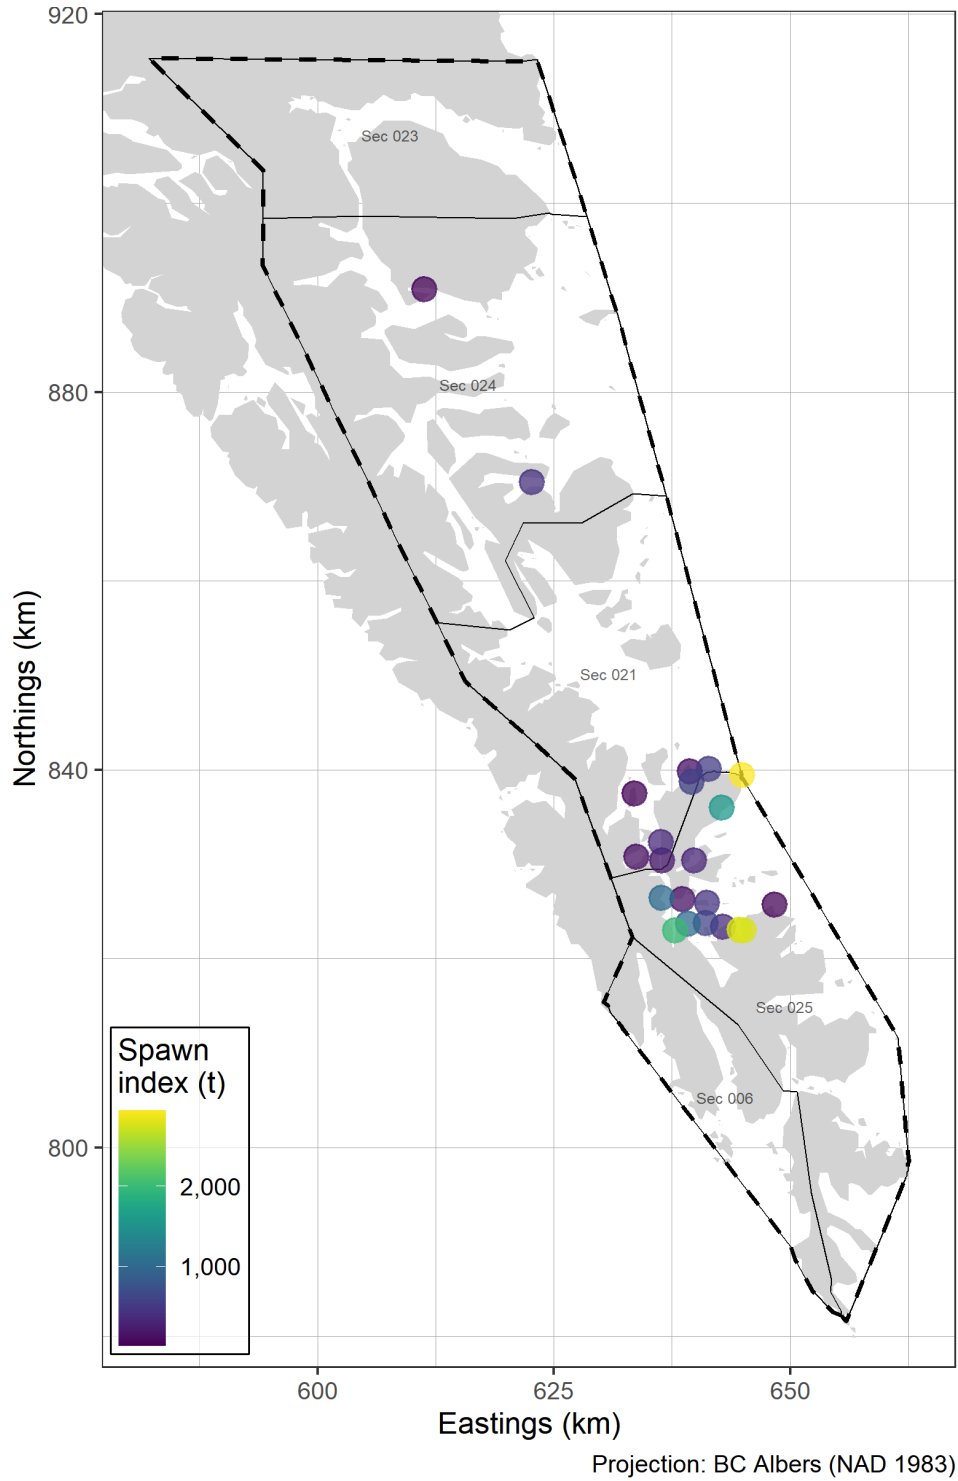 920
880
840
800
Northings (km)
Sec 023
Sec 024
Sec 021
Sec 025
Sec 006
Spawn
index (t)
2,000
1,000
600
625
650
Eastings (km)
Projection: BC Albers (NAD 1983)